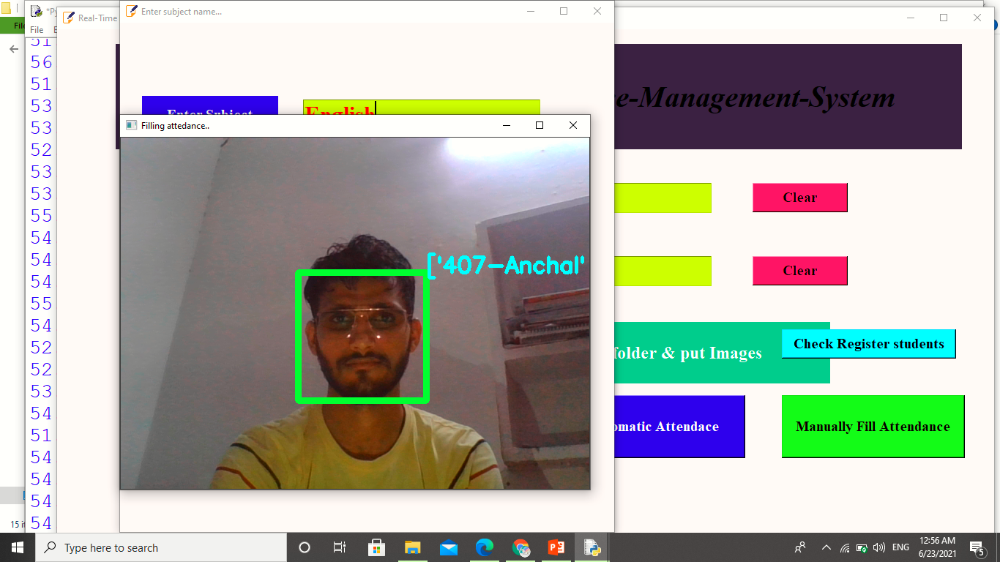 File
*Py
Real-Time
Enter subject name...
File
Enter Subject
English
e-Management-System
Filling attedance..
51
56
51
53
53
52
53
53
55
54
54
54
55
54
52
52
53
54
51
54
54
54
54
['407-Anchal'
Clear
Clear
folder & put Images
Check Register students
omatic Attendace
Manually Fill Attendance
15 it
Type here to search
ENG
12:56 AM
6/23/2021
5